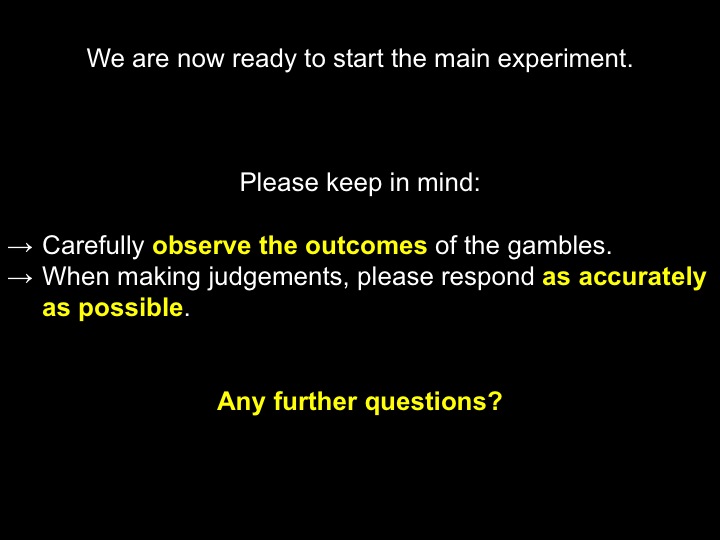 We are now ready to start the main experiment.
Please keep in mind:
→ Carefully observe the outcomes of the gambles.
→ When making judgements, please respond as accurately
as possible.
Any further questions?